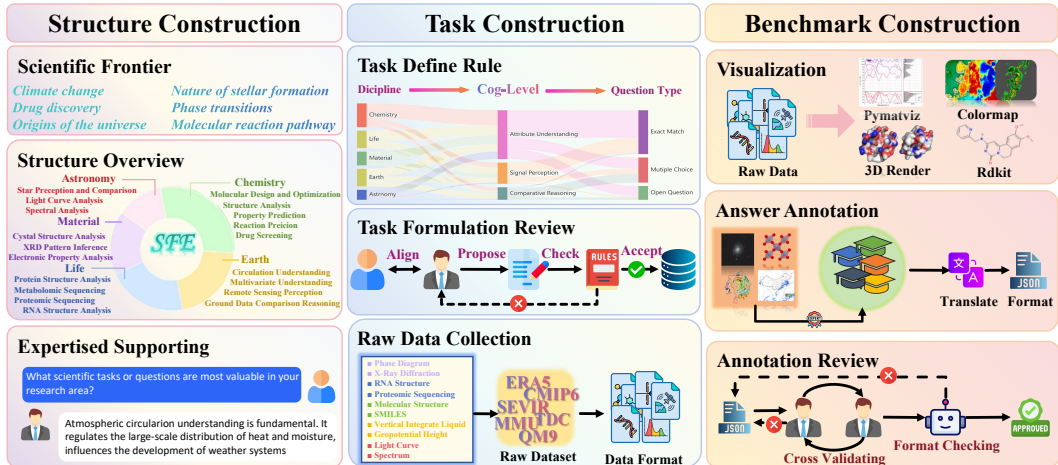 Structure Construction
Scientific Frontier
Climate change
Nature of stellar formation
Drug discovery
Phase transitions
Origins of the universe
Molecular reaction pathway
Structure Overview
Astronomy
Star Preception and Comparison
Light Curve Analysis
Spectral Analysis
Material
Cystal Structure Analysis
XRD Pattern Inference
Electronic Property Analysis
Life
Protein Structure Analysis
Metabolomic Sequencing
Proteomic Sequencing
RNA Structure Analysis
SFE
Chemistry
Molecular Design and Optimization
Structure Analysis
Property Prediction
Reaction Preicion
Drug Screening
Earth
Circulation Understanding
Multivariate Understanding
Remote Sensing Perception
Ground Data Comparison Reasoning
Expertised Supporting
What scientific tasks or questions are most valuable in your
research area?
Atmospheric circularion understanding is fundamental. It
regulates the large-scale distribution of heat and moisture,
influences the development of weather systems
Task Construction
Task Define Rule
Dicipline
Cog-Level
Question Type
Chemistry
Life
Material
Earth
Astnomy
Attribute Understanding
Signal Perception
Comparative Reasoning
Exact Match
Mutiple Choice
Open Question
Task Formulation Review
Align
Propose
Check
RULES
Accept
Raw Data Collection
Phase Diagram
X-Ray Diffraction
RNA Structure
Proteomic Sequencing
Molecular Structure
SMILES
Vertical Integrate Liquid
Geopotential Height
Light Curve
Spectrum
ERA5
CMIP6
SEVIR
MMU
TDC
QM9
Raw Dataset
Data Format
Benchmark Construction
Visualization
Raw Data
Pymatviz
Colormap
3D Render
Rdkit
Answer Annotation
Translate
JSON
Format
Annotation Review
JSON
Cross Validating
Format Checking
APPROVED